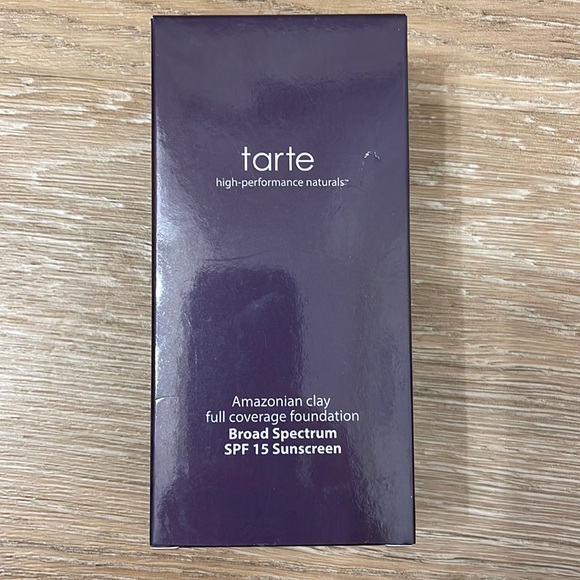 tarte
high-performance naturals™
Amazonian clay
full coverage foundation
Broad Spectrum
SPF 15 Sunscreen